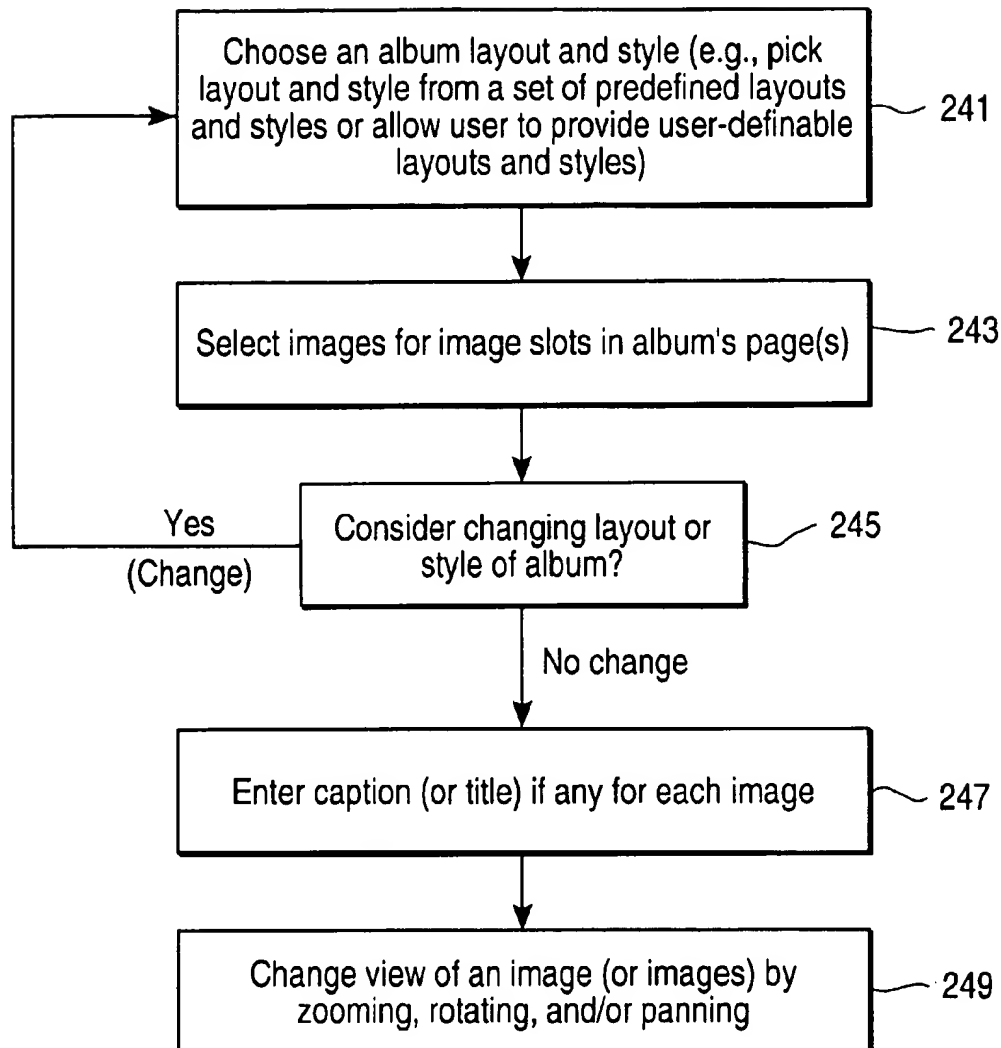 Choose an album layout and style (e.g., pick
layout and style from a set of predefined layouts
and styles or allow user to provide user-definable
layouts and styles)
241
Select images for image slots in album's page(s)
243
Consider changing layout or
style of album?
245
Yes
(Change)
No change
Enter caption (or title) if any for each image
247
Change view of an image (or images) by
zooming, rotating, and/or panning
249